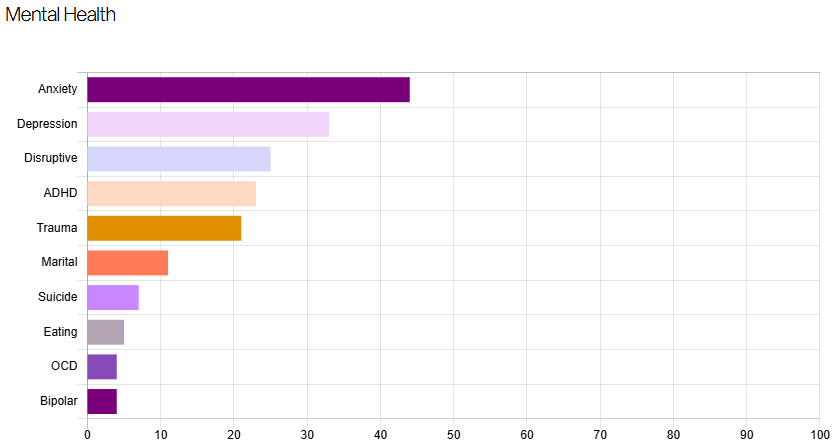 Mental Health
Anxiety
Depression
Disruptive
ADHD
Trauma
Marital
Suicide
Eating
OCD
Bipolar
0 10 20 30 40 50 60 70 80 90 100